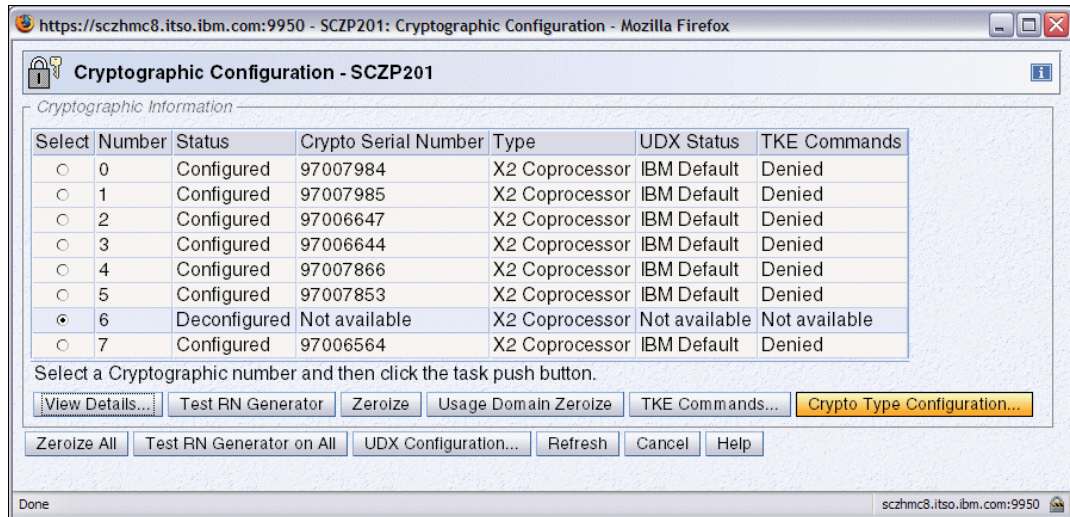 https://sczhmc8.itso.ibm.com:9950 - SCZP201: Cryptographic Configuration - Mozilla Firefox
Cryptographic Configuration - SCZP201
Cryptographic Information
Select Number Status Crypto Serial Number Type UDX Status TKE Commands
0 Configured 97007984 X2 Coprocessor IBM Default Denied
1 Configured 97007985 X2 Coprocessor IBM Default Denied
2 Configured 97006647 X2 Coprocessor IBM Default Denied
3 Configured 97006644 X2 Coprocessor IBM Default Denied
4 Configured 97007866 X2 Coprocessor IBM Default Denied
5 Configured 97007853 X2 Coprocessor IBM Default Denied
6 Deconfigured Not available X2 Coprocessor Not available Not available
7 Configured 97006564 X2 Coprocessor IBM Default Denied
Select a Cryptographic number and then click the task push button.
View Details... Test RN Generator Zeroize Usage Domain Zeroize TKE Commands... Crypto Type Configuration...
Zeroize All Test RN Generator on All UDX Configuration... Refresh Cancel Help
Done sczhmc8.itso.ibm.com:9950